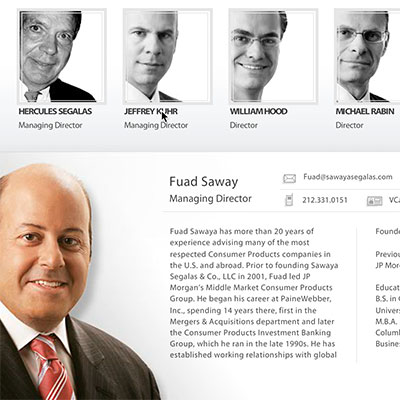 HERCULES SEGALAS
Managing Director
JEFFREY KUHR
Managing Director
WILLIAM HOOD
Director
MICHAEL RABIN
Director
Fuad Saway
Managing Director
Fuad@sawayasegalas.com
212.331.0151
VCA
Fuad Sawaya has more than 20 years of
experience advising many of the most
respected Consumer Products companies in
the U.S. and abroad. Prior to founding Sawaya
Segalas & Co., LLC in 2001, Fuad led JP
Morgan's Middle Market Consumer Products
Group. He began his career at PaineWebber,
Inc., spending 14 years there, first in the
Mergers & Acquisitions department and later
the Consumer Products Investment Banking
Group, which he ran in the late 1990s. He has
established working relationships with global
Founde
Previou
JP Mor
Educat
B.S. in C
Univers
M.B.A.
Columb
Busines